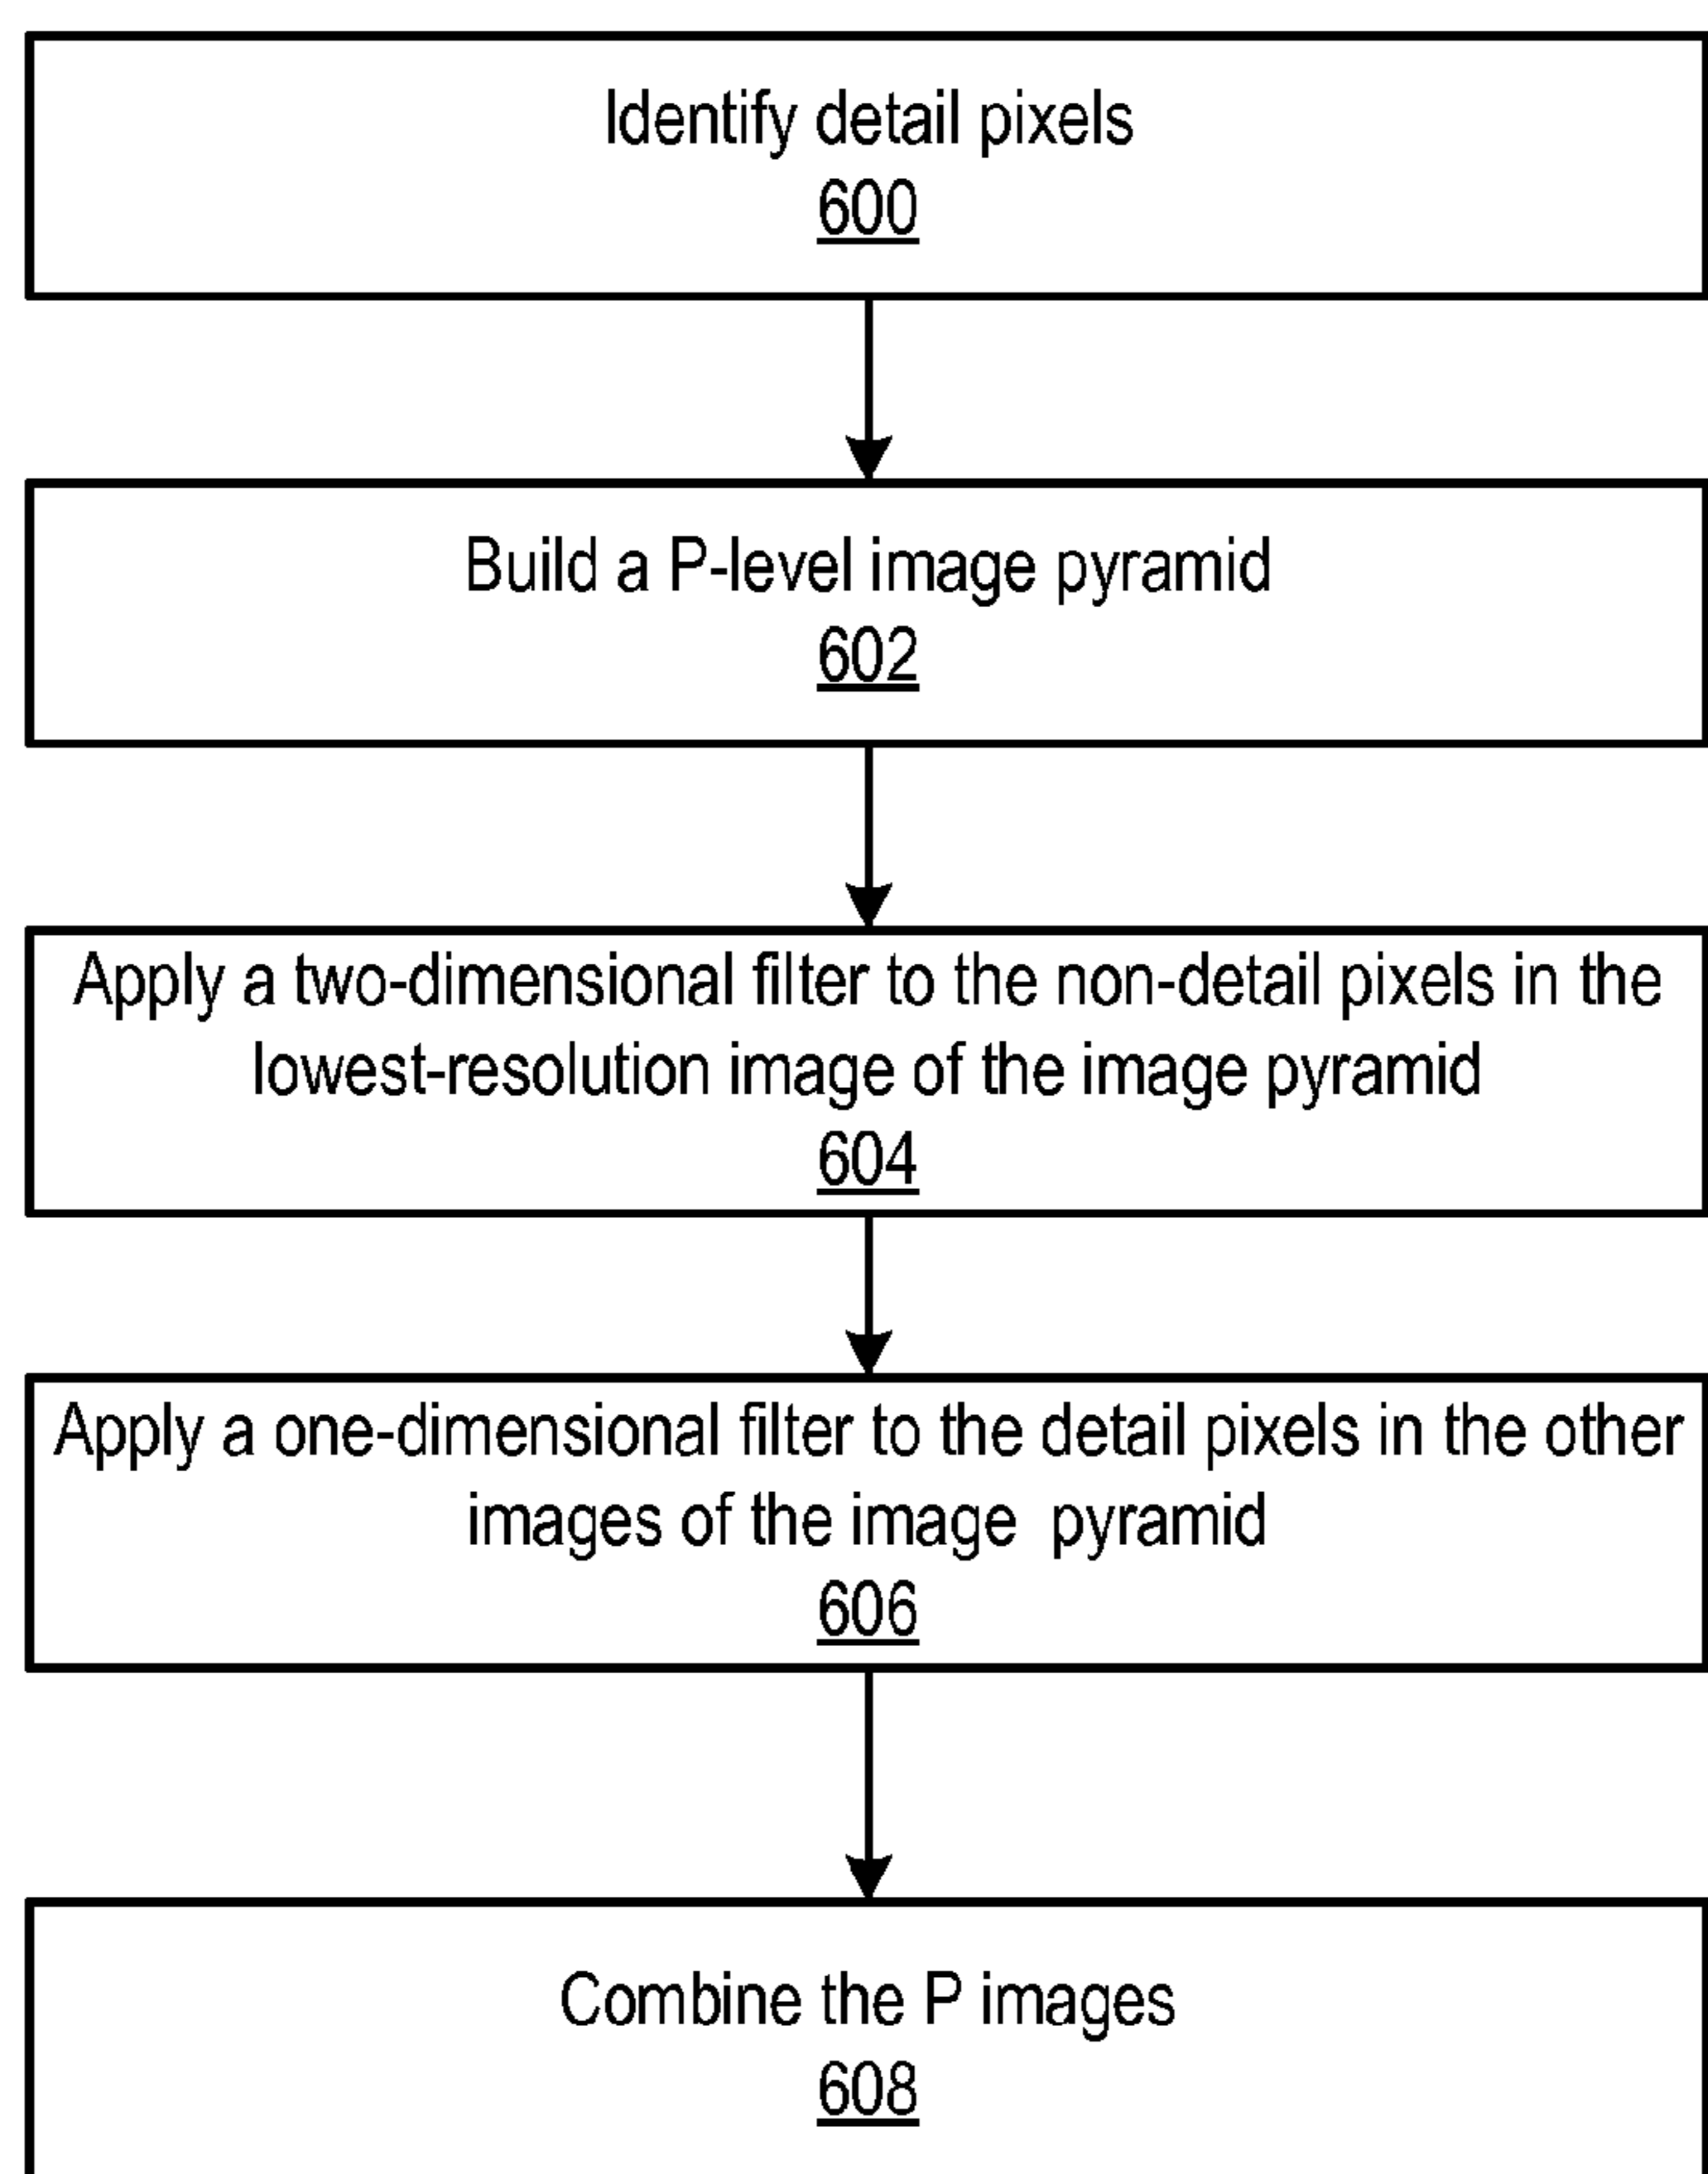 Identify detail pixels
600
Build a P-level image pyramid
602
Apply a two-dimensional filter to the non-detail pixels in the
lowest-resolution image of the image pyramid
604
Apply a one-dimensional filter to the detail pixels in the other
images of the image pyramid
606
Combine the P images
608